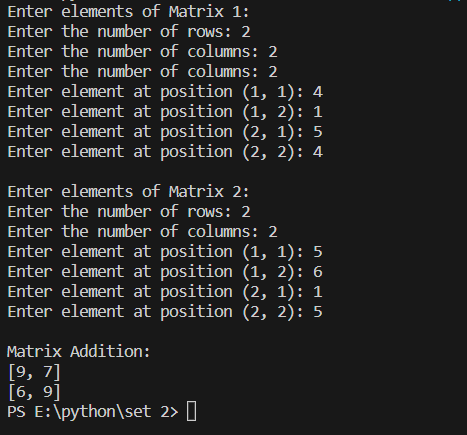 Enter elements of Matrix 1:
Enter the number of rows: 2
Enter the number of columns: 2
Enter the number of columns: 2
Enter element at position (1, 1): 4
Enter element at position (1, 2): 1
Enter element at position (2, 1): 5
Enter element at position (2, 2): 4
Enter elements of Matrix 2:
Enter the number of rows: 2
Enter the number of columns: 2
Enter element at position (1, 1): 5
Enter element at position (1, 2): 6
Enter element at position (2, 1): 1
Enter element at position (2, 2): 5
Matrix Addition:
[9, 7]
[6, 9]
PS E:\python\set 2>